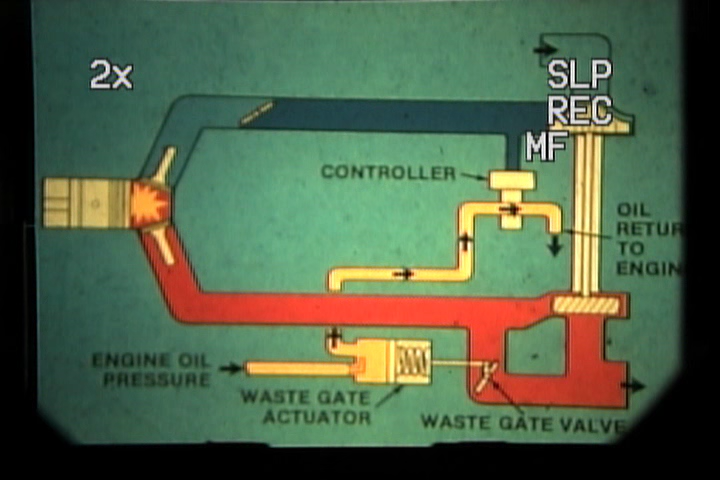 2x
SLP
REC
MF
CONTROLLER
OIL
RETUR
TO
ENGIN
ENGINE OIL
PRESSURE
WASTE GATE
ACTUATOR
WASTE GATE VALVE